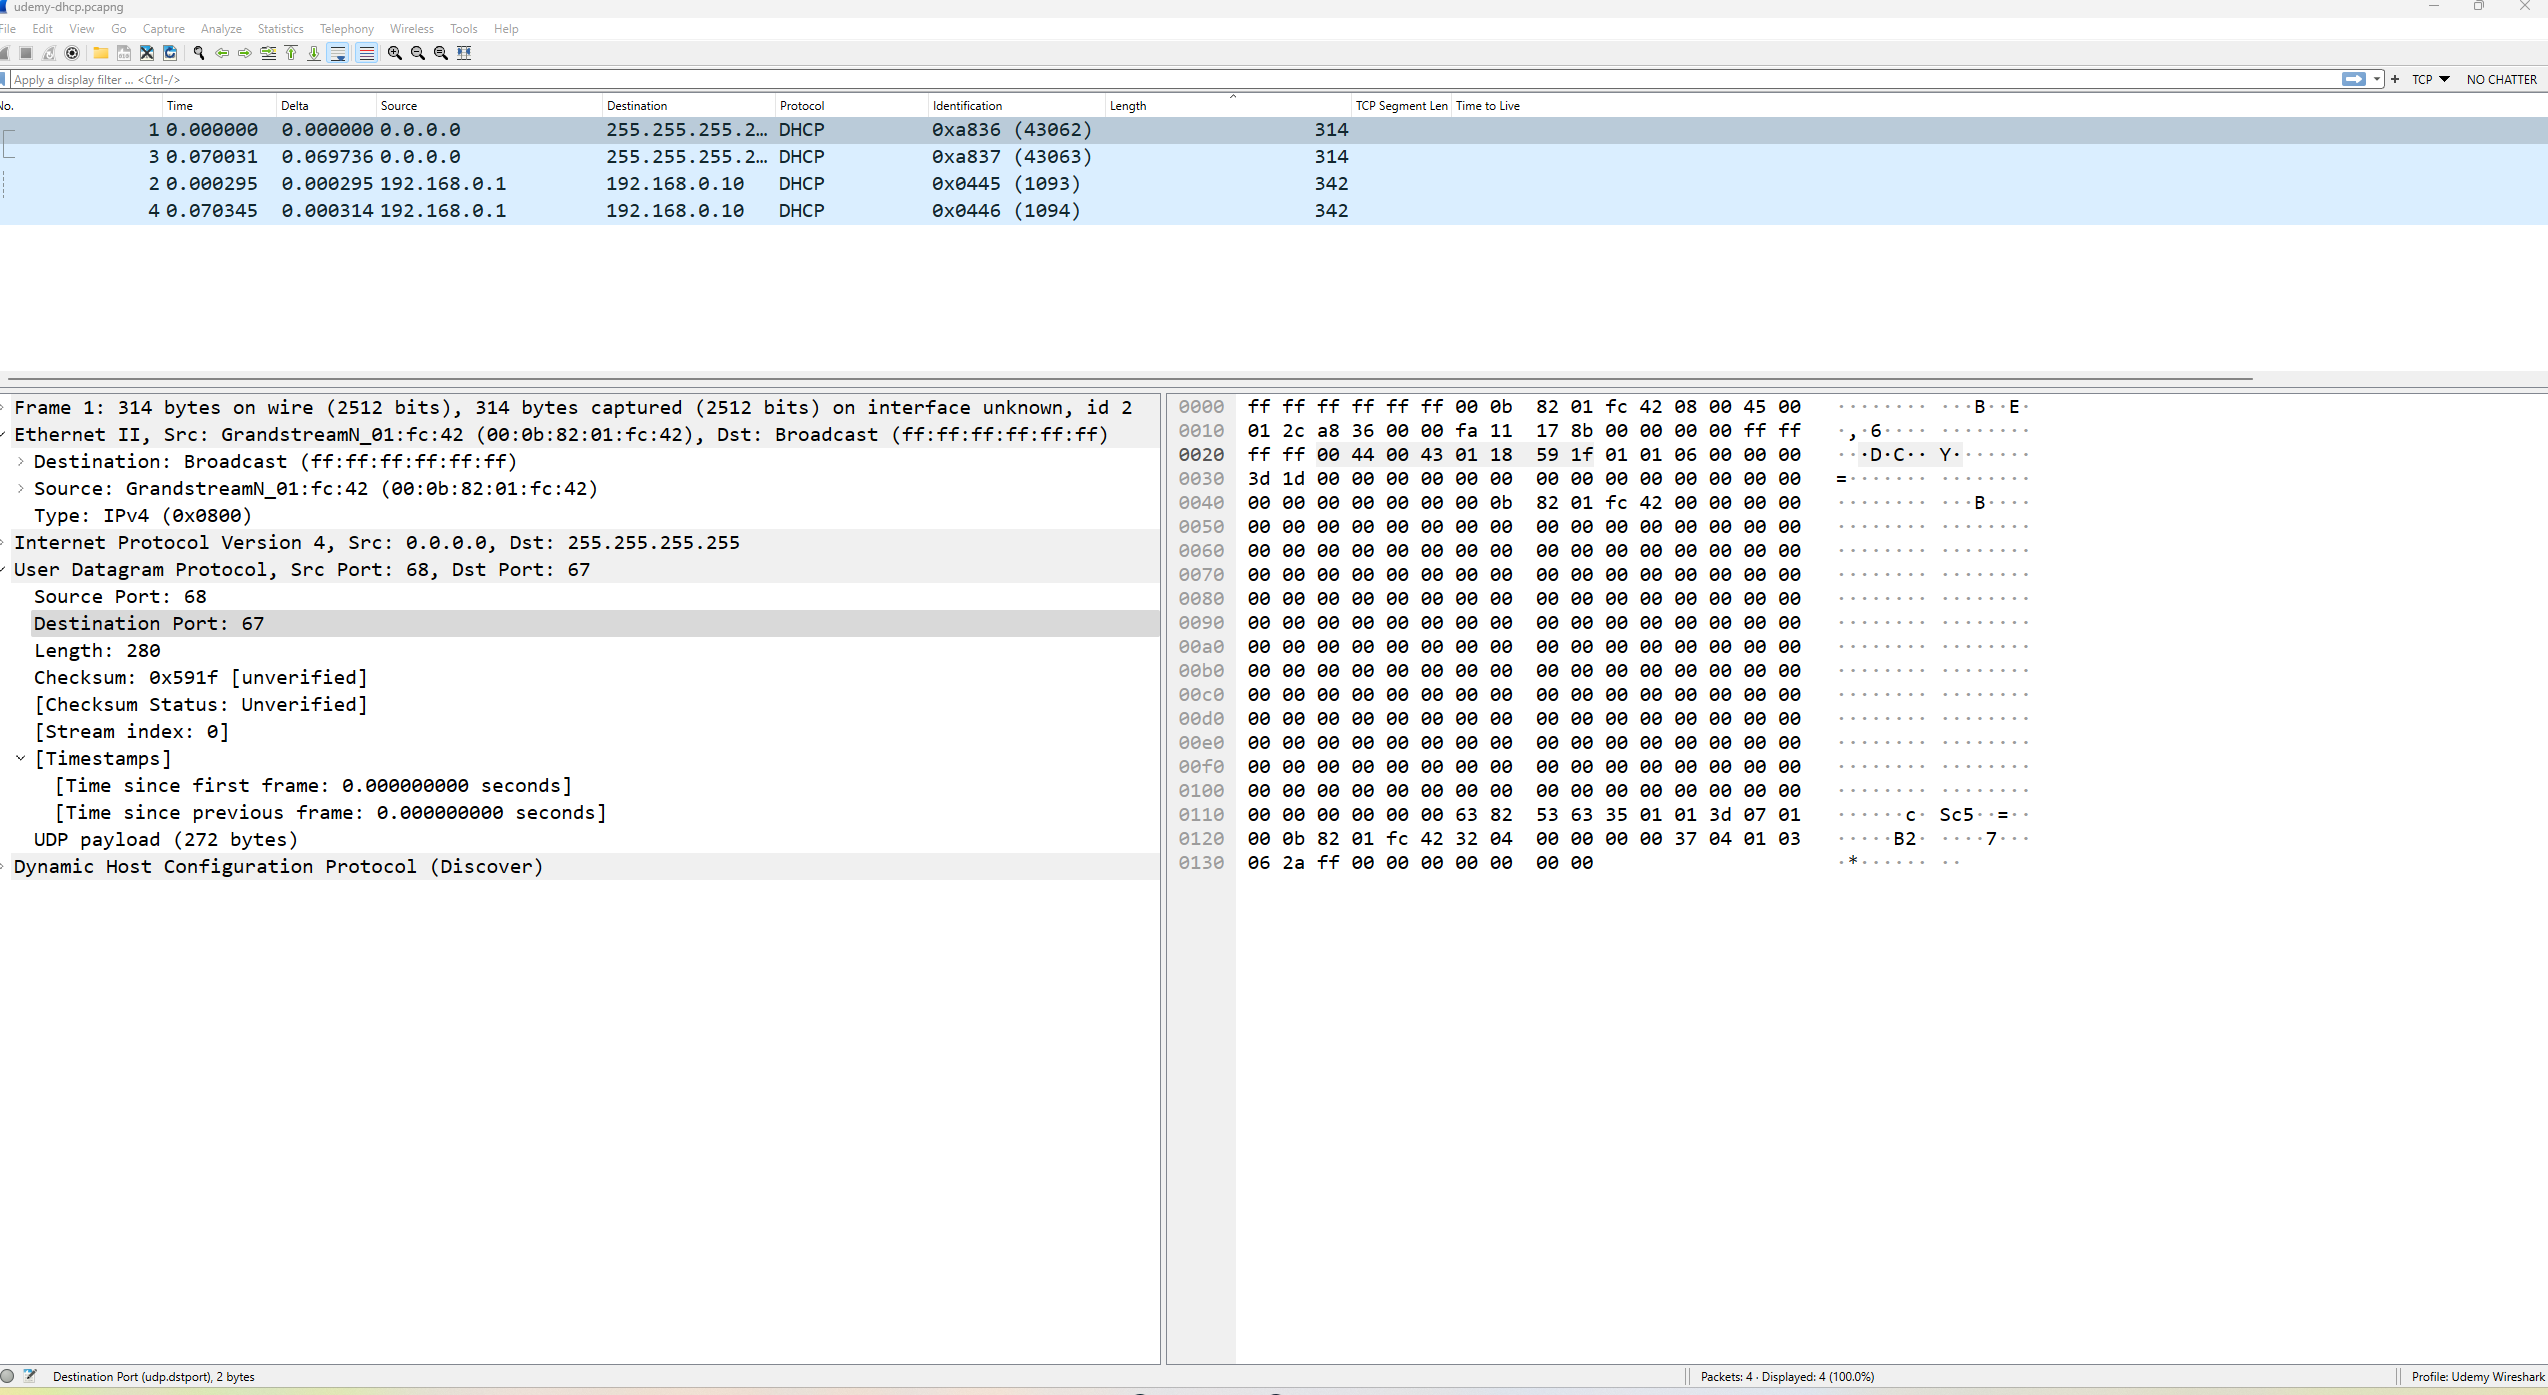 udemy-dhcp.pcapng
File Edit View Go Capture Analyze Statistics Telephony Wireless Tools Help
Apply a display filter ... <Ctrl-/> + TCP NO CHATTER
No. Time Delta Source Destination Protocol Identification Length TCP Segment Len Time to Live
1 0.000000 0.000000 0.0.0.0 255.255.255.2… DHCP 0xa836 (43062) 314
3 0.070031 0.069736 0.0.0.0 255.255.255.2… DHCP 0xa837 (43063) 314
2 0.000295 0.000295 192.168.0.1 192.168.0.10 DHCP 0x0445 (1093) 342
4 0.070345 0.000314 192.168.0.1 192.168.0.10 DHCP 0x0446 (1094) 342
Frame 1: 314 bytes on wire (2512 bits), 314 bytes captured (2512 bits) on interface unknown, id 2
Ethernet II, Src: GrandstreamN_01:fc:42 (00:0b:82:01:fc:42), Dst: Broadcast (ff:ff:ff:ff:ff:ff)
Destination: Broadcast (ff:ff:ff:ff:ff:ff)
Source: GrandstreamN_01:fc:42 (00:0b:82:01:fc:42)
Type: IPv4 (0x0800)
Internet Protocol Version 4, Src: 0.0.0.0, Dst: 255.255.255.255
User Datagram Protocol, Src Port: 68, Dst Port: 67
Source Port: 68
Destination Port: 67
Length: 280
Checksum: 0x591f [unverified]
[Checksum Status: Unverified]
[Stream index: 0]
[Timestamps]
[Time since first frame: 0.000000000 seconds]
[Time since previous frame: 0.000000000 seconds]
UDP payload (272 bytes)
Dynamic Host Configuration Protocol (Discover)
0000 ff ff ff ff ff ff 00 0b 82 01 fc 42 08 00 45 00 ········ ···B··E·
0010 01 2c a8 36 00 00 fa 11 17 8b 00 00 00 00 ff ff ·,·6···· ········
0020 ff ff 00 44 00 43 01 18 59 1f 01 01 06 00 00 00 ···D·C·· Y·······
0030 3d 1d 00 00 00 00 00 00 00 00 00 00 00 00 00 00 =······· ········
0040 00 00 00 00 00 00 00 0b 82 01 fc 42 00 00 00 00 ········ ···B····
0050 00 00 00 00 00 00 00 00 00 00 00 00 00 00 00 00 ········ ········
0060 00 00 00 00 00 00 00 00 00 00 00 00 00 00 00 00 ········ ········
0070 00 00 00 00 00 00 00 00 00 00 00 00 00 00 00 00 ········ ········
0080 00 00 00 00 00 00 00 00 00 00 00 00 00 00 00 00 ········ ········
0090 00 00 00 00 00 00 00 00 00 00 00 00 00 00 00 00 ········ ········
00a0 00 00 00 00 00 00 00 00 00 00 00 00 00 00 00 00 ········ ········
00b0 00 00 00 00 00 00 00 00 00 00 00 00 00 00 00 00 ········ ········
00c0 00 00 00 00 00 00 00 00 00 00 00 00 00 00 00 00 ········ ········
00d0 00 00 00 00 00 00 00 00 00 00 00 00 00 00 00 00 ········ ········
00e0 00 00 00 00 00 00 00 00 00 00 00 00 00 00 00 00 ········ ········
00f0 00 00 00 00 00 00 00 00 00 00 00 00 00 00 00 00 ········ ········
0100 00 00 00 00 00 00 00 00 00 00 00 00 00 00 00 00 ········ ········
0110 00 00 00 00 00 00 63 82 53 63 35 01 01 3d 07 01 ······c· Sc5··=··
0120 00 0b 82 01 fc 42 32 04 00 00 00 00 37 04 01 03 ·····B2· ····7···
0130 06 2a ff 00 00 00 00 00 00 00 ·*······ ··
Destination Port (udp.dstport), 2 bytes
Packets: 4 · Displayed: 4 (100.0%)
Profile: Udemy Wireshark